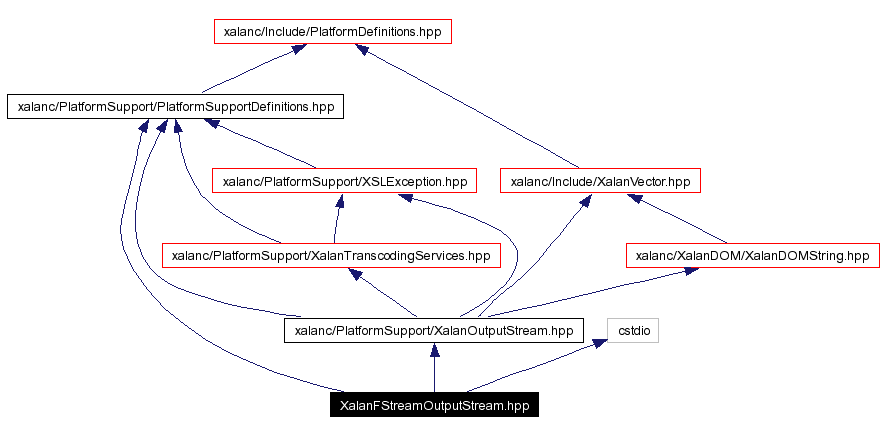 xalanc/Include/PlatformDefinitions.hpp
xalanc/PlatformSupport/PlatformSupportDefinitions.hpp
xalanc/PlatformSupport/XSLException.hpp
xalanc/Include/XalanVector.hpp
xalanc/PlatformSupport/XalanTranscodingServices.hpp
xalanc/XalanDOM/XalanDOMString.hpp
xalanc/PlatformSupport/XalanOutputStream.hpp
cstdio
XalanFStreamOutputStream.hpp